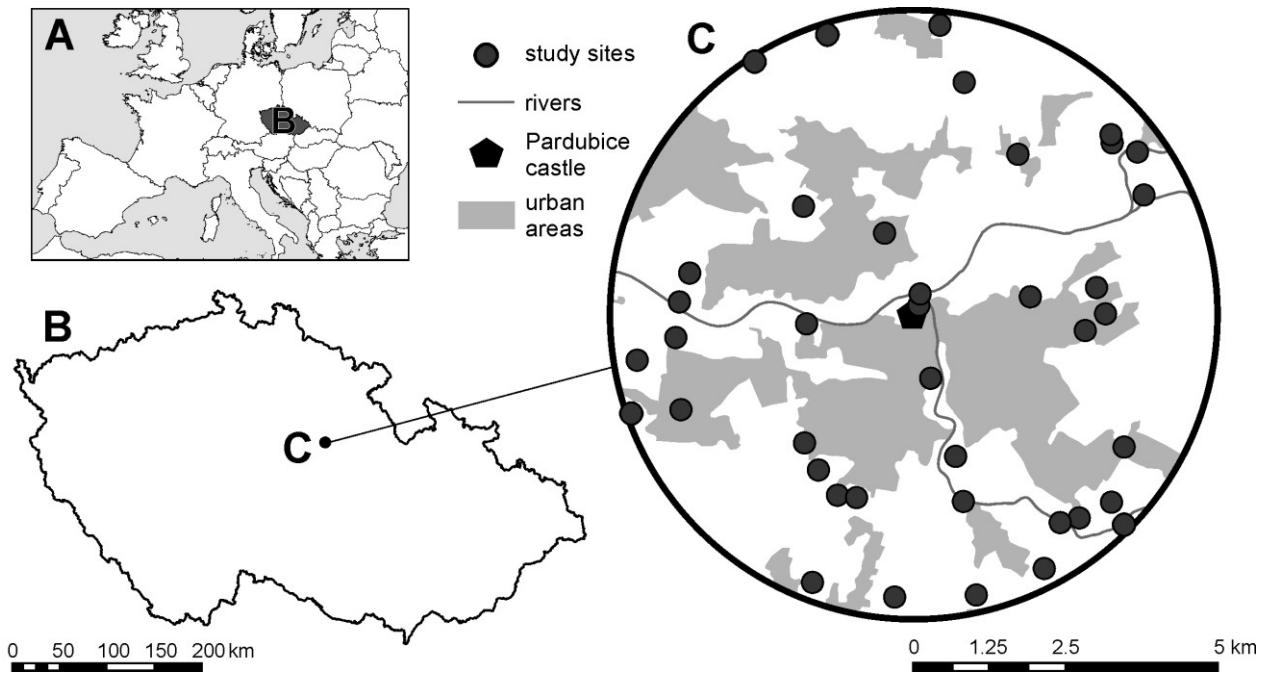 A
B
study sites
rivers
Pardubice
castle
urban
areas
B
C
0 50 100 150 200 km
C
0 1.25 2.5 5 km